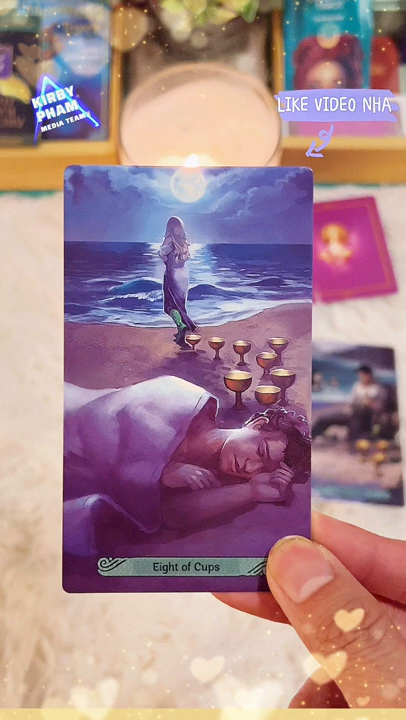 KIRBY
PHAM
MEDIA TEAM
LIKE VIDEO NHA
Eight of Cups